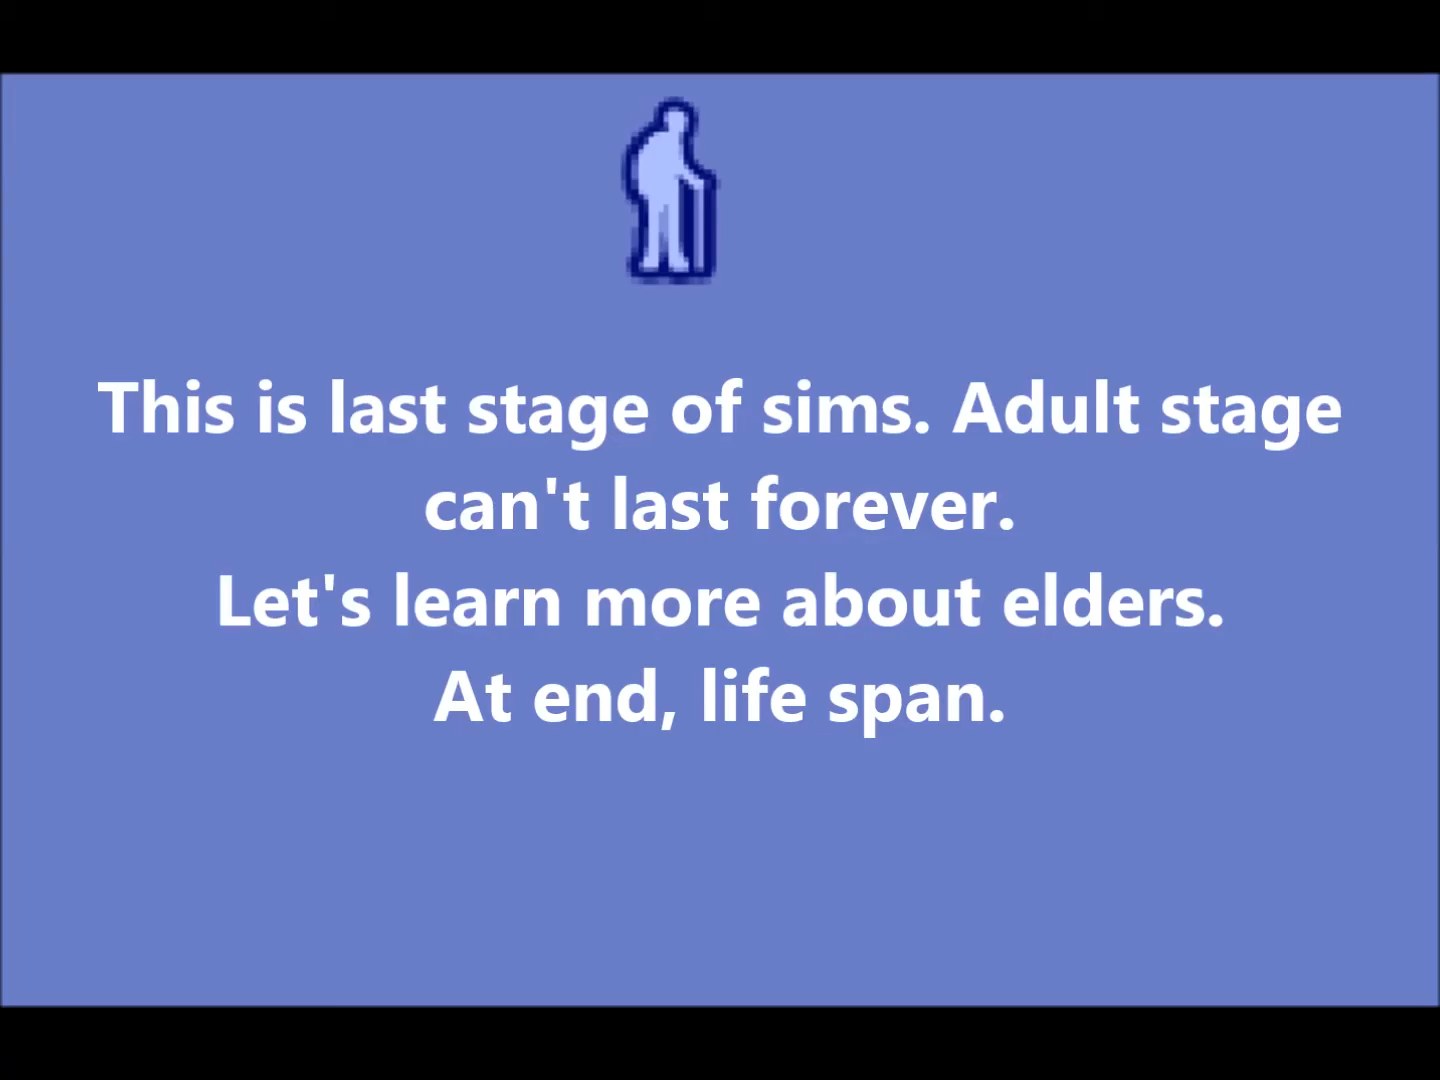 This is last stage of sims. Adult stage
can't last forever.
Let's learn more about elders.
At end, life span.